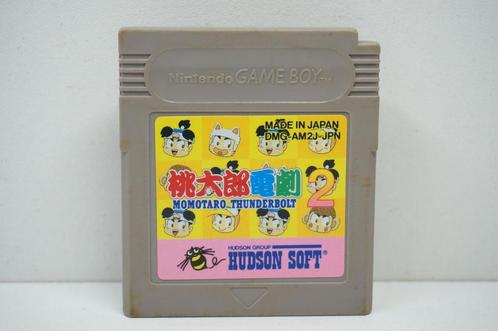 Nintendo GAME BOY TM
MADE IN JAPAN
DMG-AM2J-JPN
桃太郎電劇2
MOMOTARO THUNDERBOLT
HUDSON GROUP
HUDSON SOFT®